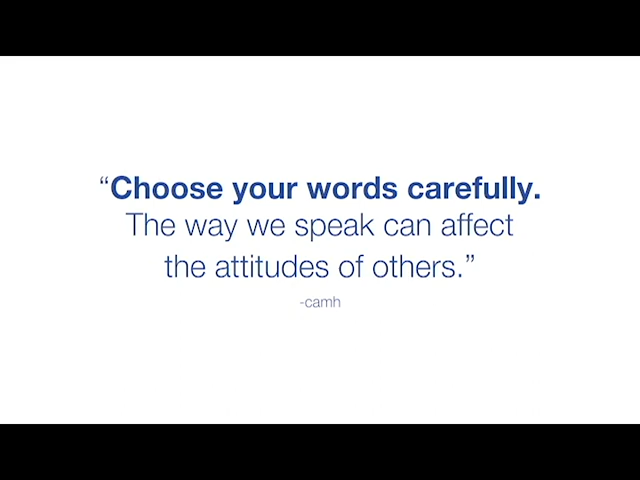 “Choose your words carefully.
The way we speak can affect
the attitudes of others.”
-camh